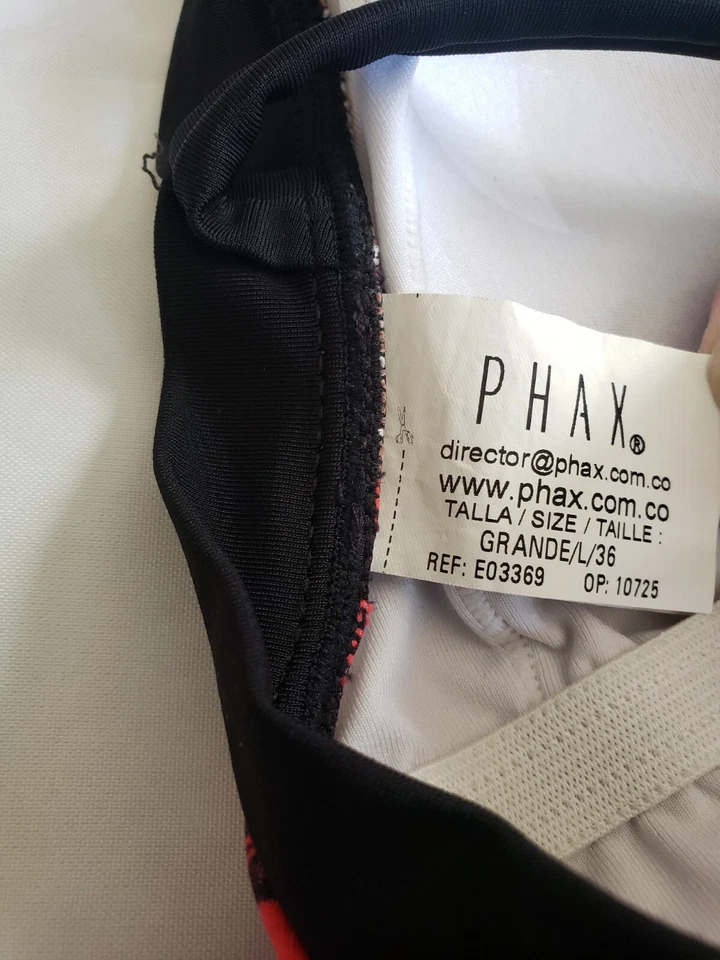 PHAX®
director@phax.com.co
www.phax.com.co
TALLA / SIZE / TAILLE :
GRANDE/L/36
REF: E03369 OP: 10725